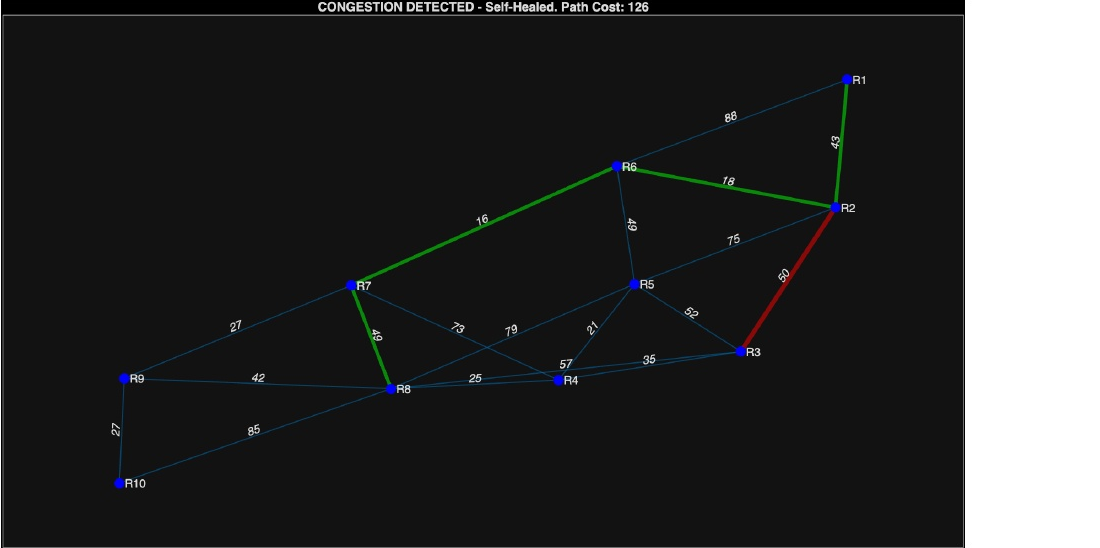 CONGESTION DETECTED - Self-Healed. Path Cost: 126
R1
88
43
R6
18
16
R2
49
75
R5
R7
27
73
79
21
52
50
49
R3
57
35
R9
42
25
R4
R8
27
85
R10